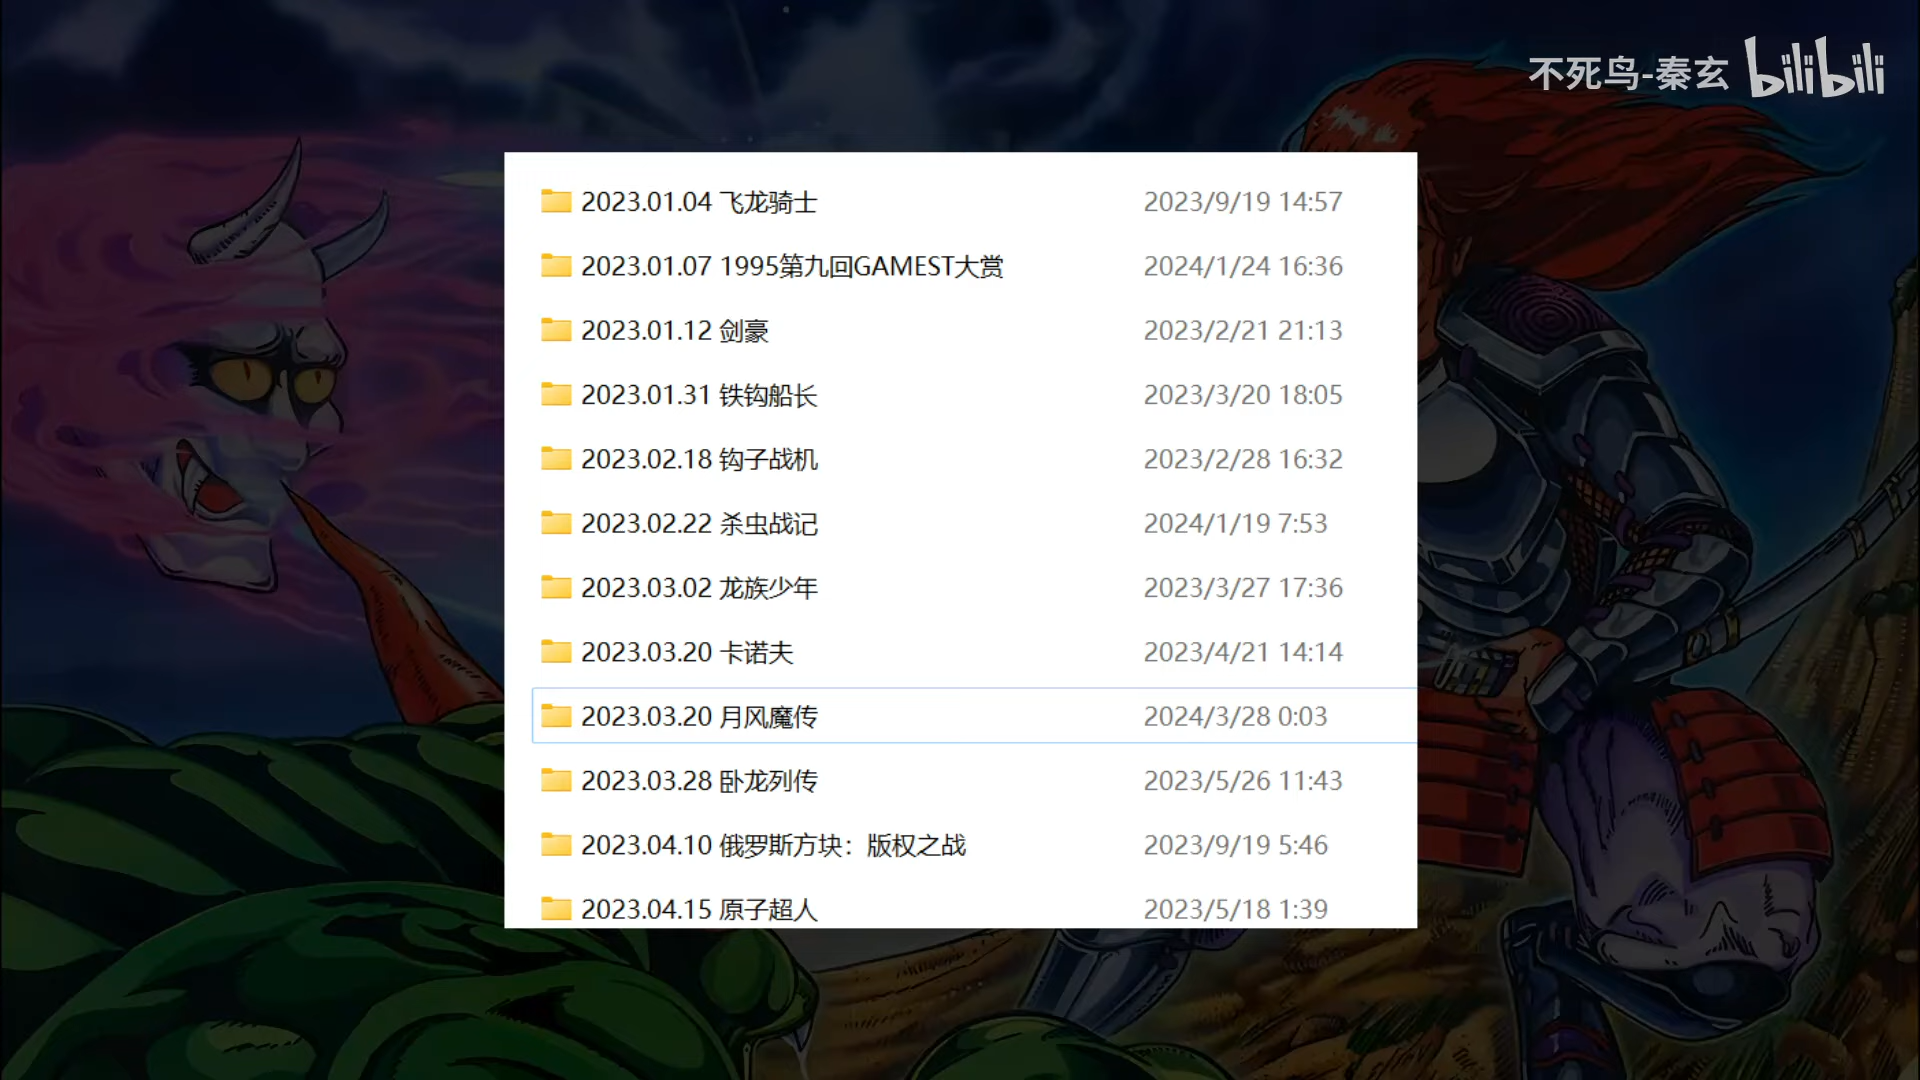 不死鸟-秦玄 bilibili
2023.01.04 飞龙骑士 2023/9/19 14:57
2023.01.07 1995第九回GAMEST大赏 2024/1/24 16:36
2023.01.12 剑豪 2023/2/21 21:13
2023.01.31 铁钩船长 2023/3/20 18:05
2023.02.18 钩子战机 2023/2/28 16:32
2023.02.22 杀虫战记 2024/1/19 7:53
2023.03.02 龙族少年 2023/3/27 17:36
2023.03.20 卡诺夫 2023/4/21 14:14
2023.03.20 月风魔传 2024/3/28 0:03
2023.03.28 卧龙列传 2023/5/26 11:43
2023.04.10 俄罗斯方块：版权之战 2023/9/19 5:46
2023.04.15 原子超人 2023/5/18 1:39